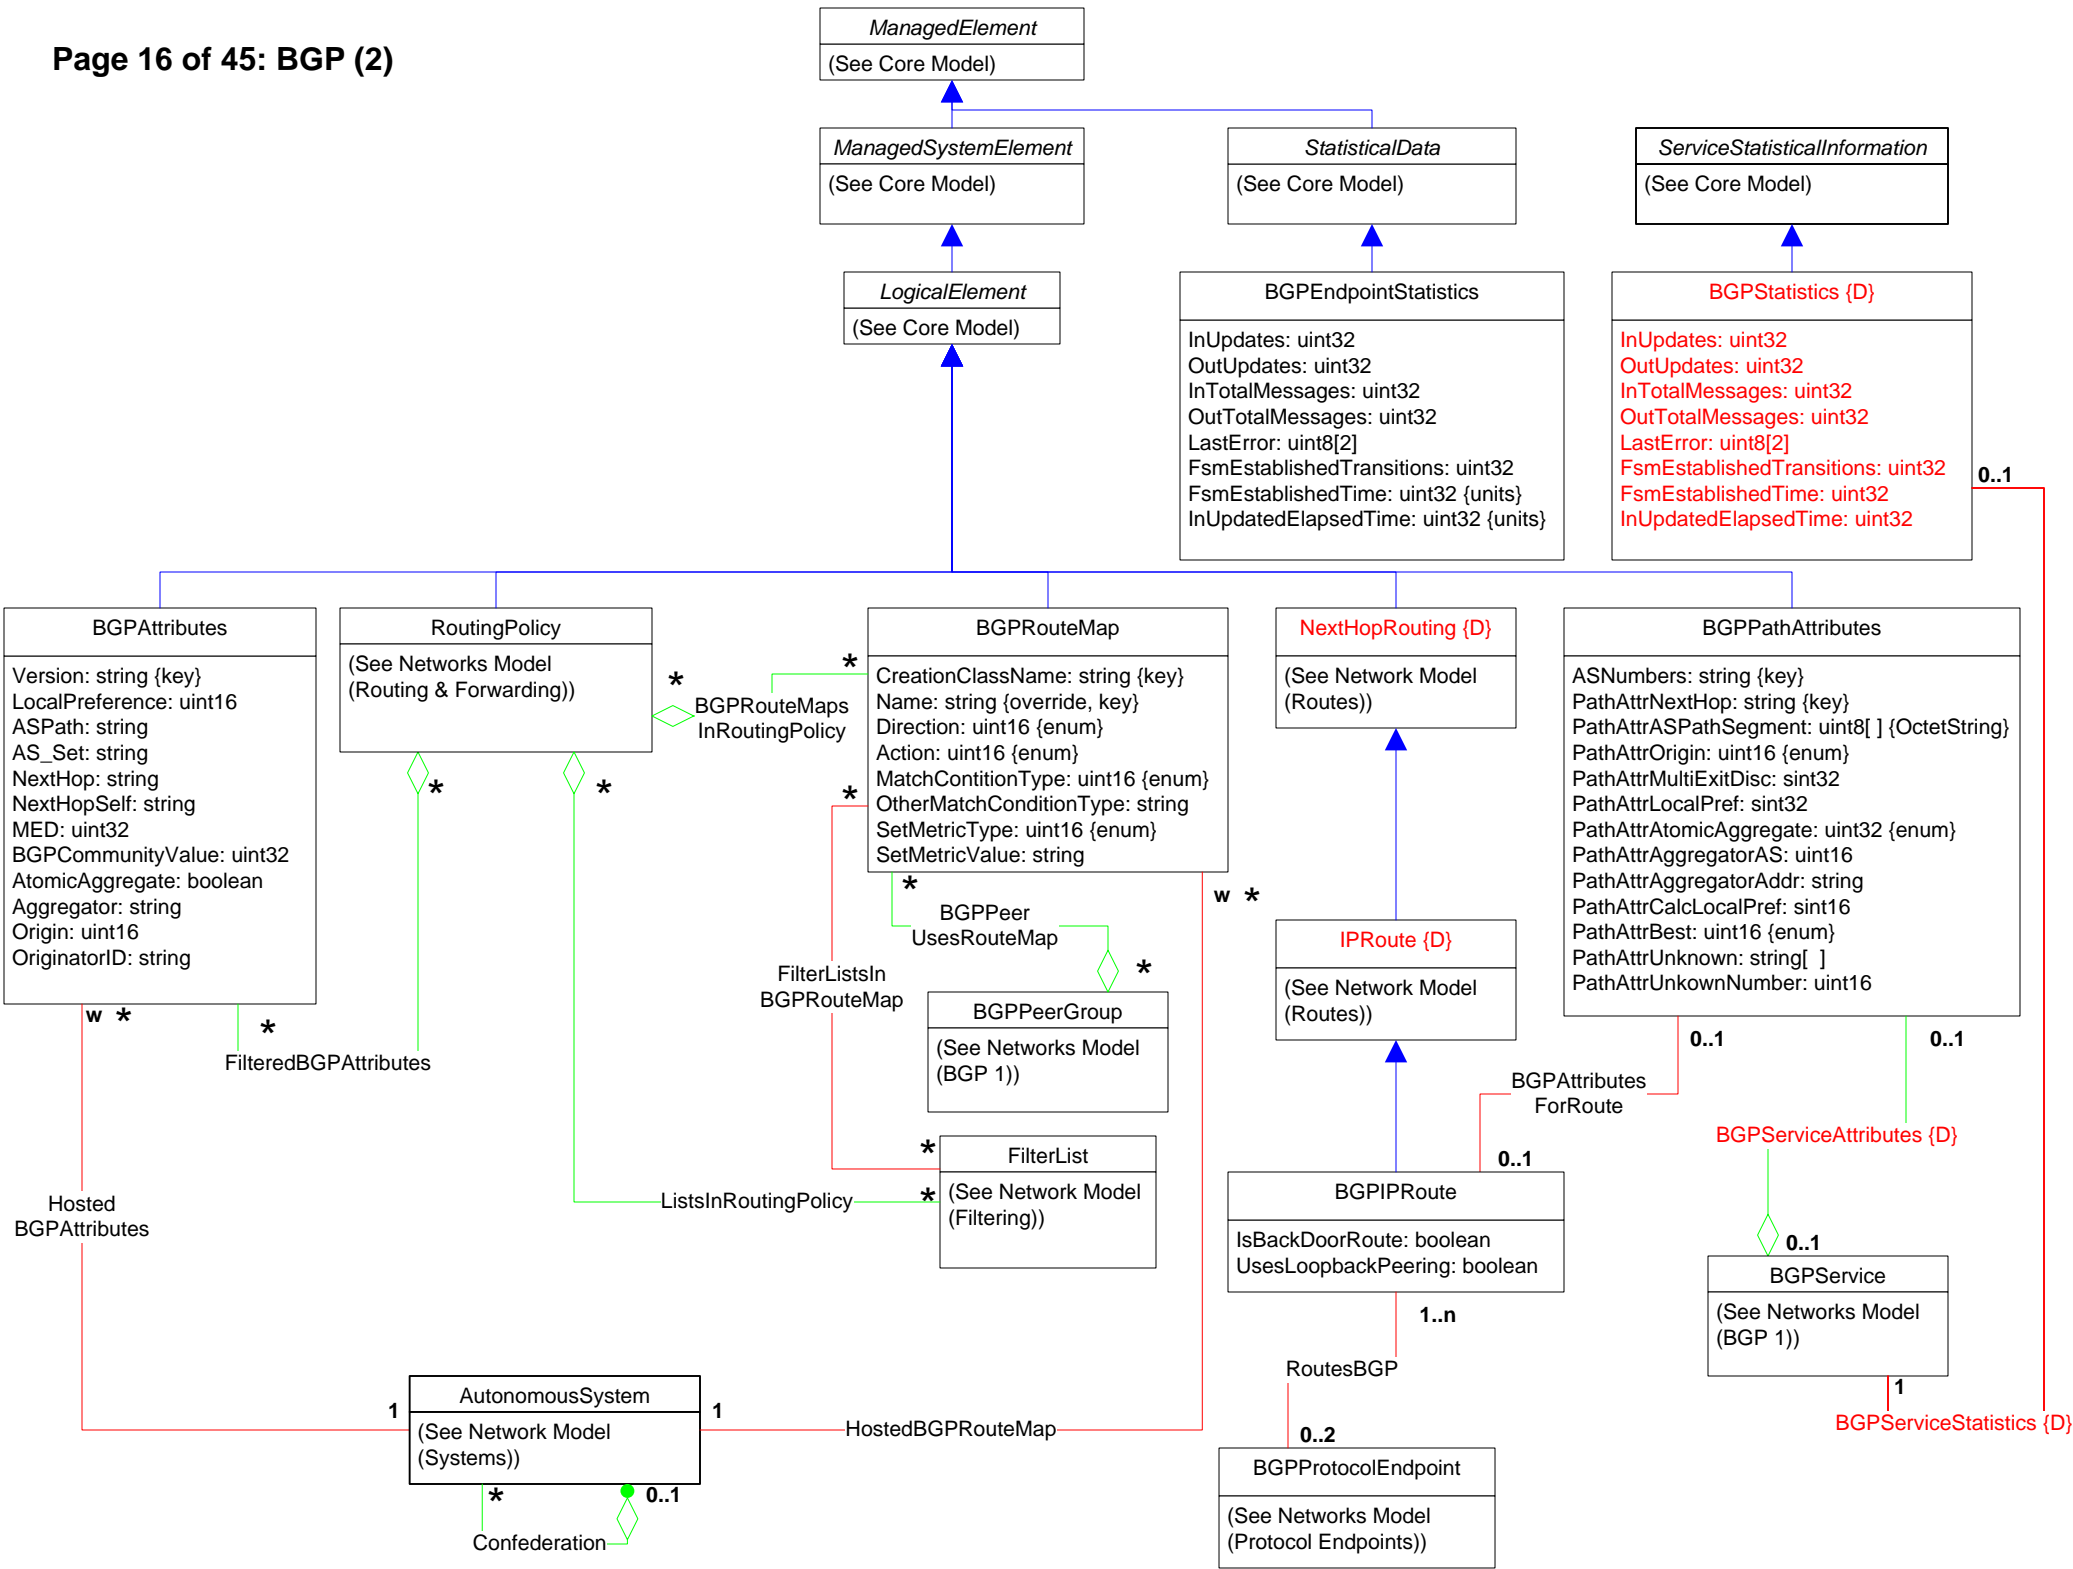 Page 16 of 45: BGP (2)
ManagedElement
(See Core Model)
ManagedSystemElement
(See Core Model)
StatisticalData
(See Core Model)
ServiceStatisticalInformation
(See Core Model)
LogicalElement
(See Core Model)
BGPEndpointStatistics
InUpdates: uint32
OutUpdates: uint32
InTotalMessages: uint32
OutTotalMessages: uint32
LastError: uint8[2]
FsmEstablishedTransitions: uint32
FsmEstablishedTime: uint32 {units}
InUpdatedElapsedTime: uint32 {units}
BGPStatistics {D}
InUpdates: uint32
OutUpdates: uint32
InTotalMessages: uint32
OutTotalMessages: uint32
LastError: uint8[2]
FsmEstablishedTransitions: uint32
FsmEstablishedTime: uint32
InUpdatedElapsedTime: uint32
0..1
BGPAttributes
Version: string {key}
LocalPreference: uint16
ASPath: string
AS_Set: string
NextHop: string
NextHopSelf: string
MED: uint32
BGPCommunityValue: uint32
AtomicAggregate: boolean
Aggregator: string
Origin: uint16
OriginatorID: string
w *
*
FilteredBGPAttributes
RoutingPolicy
(See Networks Model
(Routing & Forwarding))
*
*
*
*
BGPRouteMaps
InRoutingPolicy
BGPRouteMap
CreationClassName: string {key}
Name: string {override, key}
Direction: uint16 {enum}
Action: uint16 {enum}
MatchContitionType: uint16 {enum}
OtherMatchConditionType: string
SetMetricType: uint16 {enum}
SetMetricValue: string
*
*
w *
BGPPeer
UsesRouteMap
*
FilterListsIn
BGPRouteMap
BGPPeerGroup
(See Networks Model
(BGP 1))
*
FilterList
(See Network Model
(Filtering))
*
ListsInRoutingPolicy
NextHopRouting {D}
(See Network Model
(Routes))
IPRoute {D}
(See Network Model
(Routes))
BGPPathAttributes
ASNumbers: string {key}
PathAttrNextHop: string {key}
PathAttrASPathSegment: uint8[ ] {OctetString}
PathAttrOrigin: uint16 {enum}
PathAttrMultiExitDisc: sint32
PathAttrLocalPref: sint32
PathAttrAtomicAggregate: uint32 {enum}
PathAttrAggregatorAS: uint16
PathAttrAggregatorAddr: string
PathAttrCalcLocalPref: sint16
PathAttrBest: uint16 {enum}
PathAttrUnknown: string[ ]
PathAttrUnkownNumber: uint16
0..1
0..1
BGPAttributes
ForRoute
0..1
BGPServiceAttributes {D}
BGPIPRoute
IsBackDoorRoute: boolean
UsesLoopbackPeering: boolean
1..n
RoutesBGP
0..2
BGPProtocolEndpoint
(See Networks Model
(Protocol Endpoints))
0..1
BGPService
(See Networks Model
(BGP 1))
1
BGPServiceStatistics {D}
Hosted
BGPAttributes
1
AutonomousSystem
(See Network Model
(Systems))
1
HostedBGPRouteMap
*
0..1
Confederation